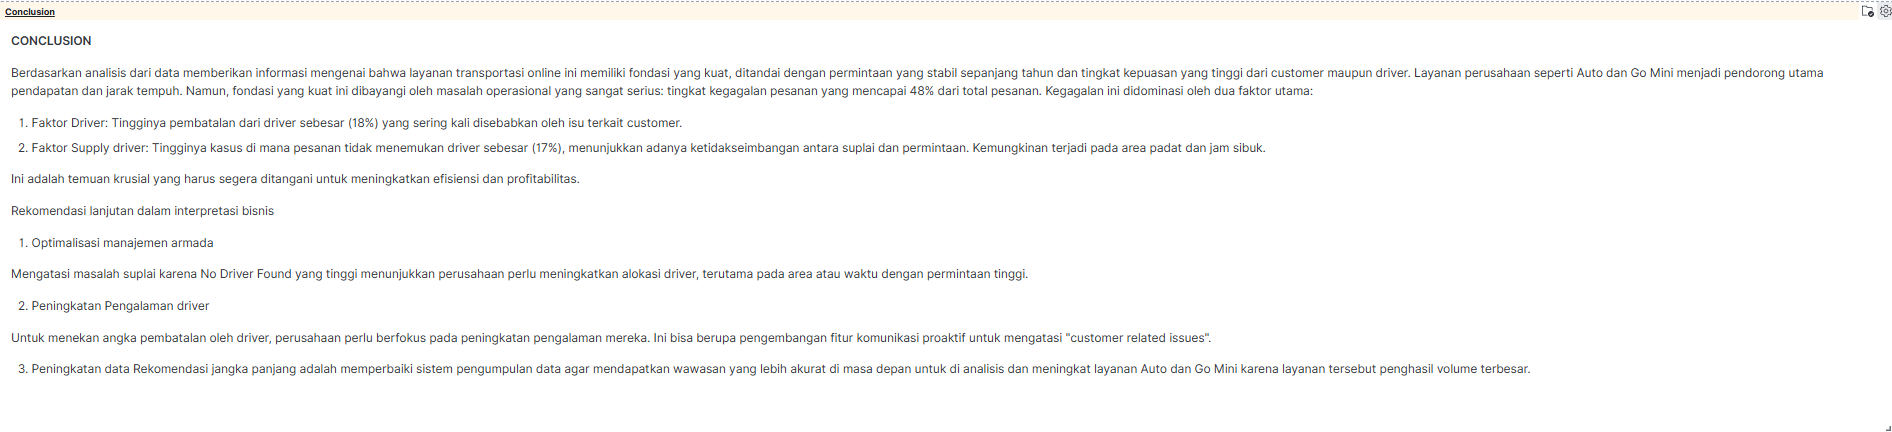 Conclusion
CONCLUSION
Berdasarkan analisis dari data memberikan informasi mengenai bahwa layanan transportasi online ini memiliki fondasi yang kuat, ditandai dengan permintaan yang stabil sepanjang tahun dan tingkat kepuasan yang tinggi dari customer maupun driver. Layanan perusahaan seperti Auto dan Go Mini menjadi pendorong utama
pendapatan dan jarak tempuh. Namun, fondasi yang kuat ini dibayangi oleh masalah operasional yang sangat serius: tingkat kegagalan pesanan yang mencapai 48% dari total pesanan. Kegagalan ini didominasi oleh dua faktor utama:
1. Faktor Driver: Tingginya pembatalan dari driver sebesar (18%) yang sering kali disebabkan oleh isu terkait customer.
2. Faktor Supply driver: Tingginya kasus di mana pesanan tidak menemukan driver sebesar (17%), menunjukkan adanya ketidakseimbangan antara suplai dan permintaan. Kemungkinan terjadi pada area padat dan jam sibuk.
Ini adalah temuan krusial yang harus segera ditangani untuk meningkatkan efisiensi dan profitabilitas.
Rekomendasi lanjutan dalam interpretasi bisnis
1. Optimalisasi manajemen armada
Mengatasi masalah suplai karena No Driver Found yang tinggi menunjukkan perusahaan perlu meningkatkan alokasi driver, terutama pada area atau waktu dengan permintaan tinggi.
2. Peningkatan Pengalaman driver
Untuk menekan angka pembatalan oleh driver, perusahaan perlu berfokus pada peningkatan pengalaman mereka. Ini bisa berupa pengembangan fitur komunikasi proaktif untuk mengatasi "customer related issues".
3. Peningkatan data Rekomendasi jangka panjang adalah memperbaiki sistem pengumpulan data agar mendapatkan wawasan yang lebih akurat di masa depan untuk di analisis dan meningkat layanan Auto dan Go Mini karena layanan tersebut penghasil volume terbesar.